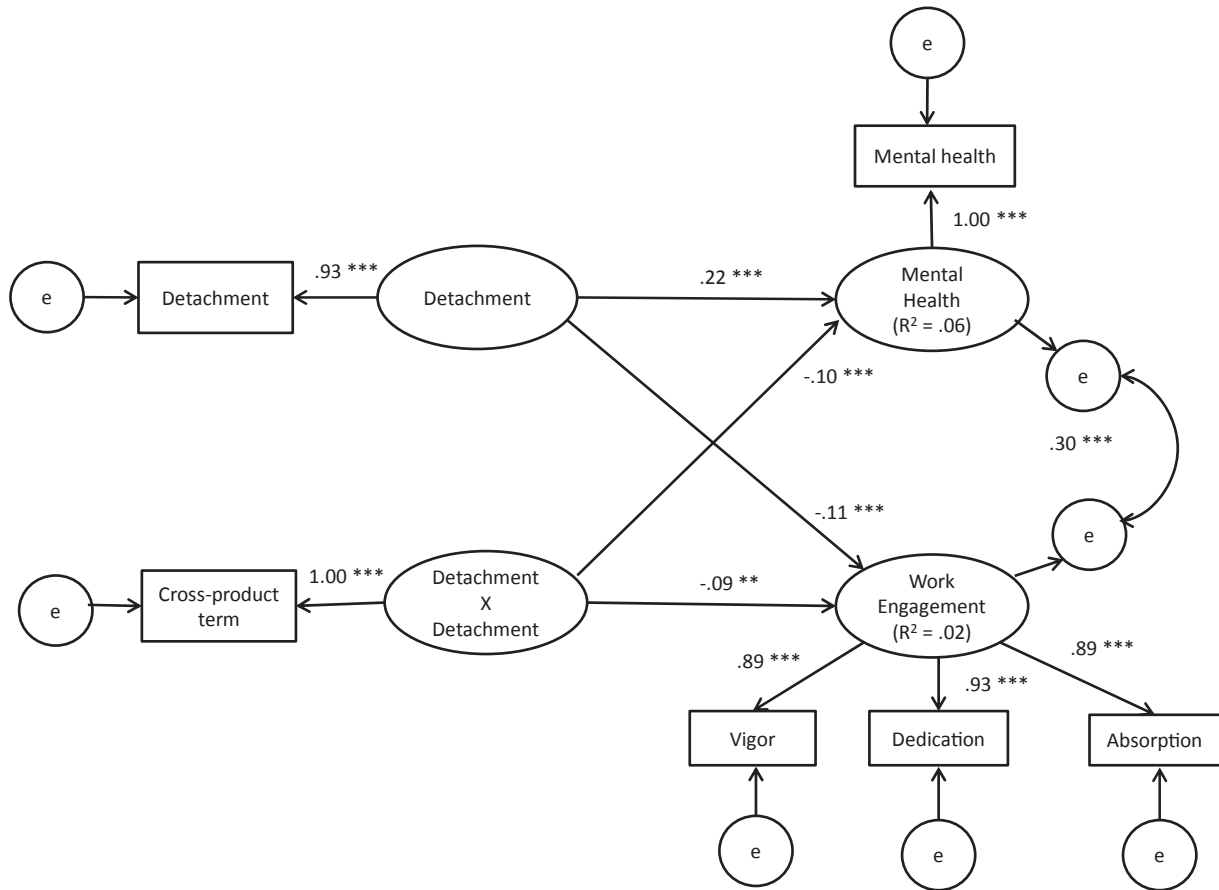 e
Mental health
1.00 ***
e
Detachment
.93 ***
Detachment
.22 ***
Mental
Health
(R² = .06)
-.10 ***
e
.30 ***
-.11 ***
e
e
Cross-product
term
1.00 ***
Detachment
X
Detachment
-.09 **
Work
Engagement
(R² = .02)
.89 ***
.93 ***
.89 ***
Vigor
Dedication
Absorption
e
e
e